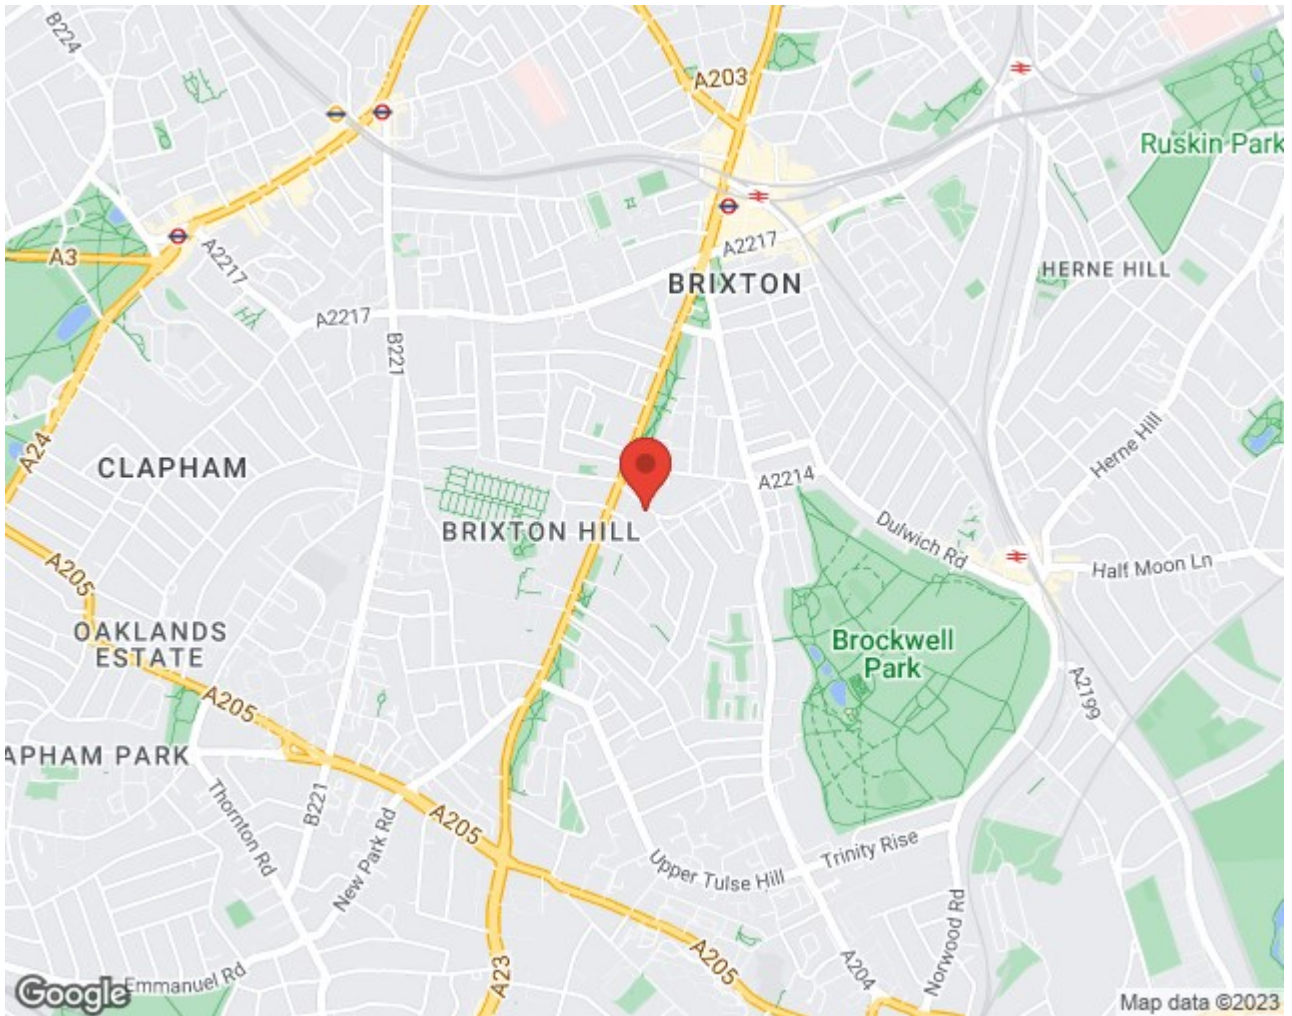 B224
A203
Ruskin Park
A3
A2217
A2217
A2217
BRIXTON
HERNE HILL
B221
A24
CLAPHAM
Herne Hill
A2214
BRIXTON HILL
Dulwich Rd
Half Moon Ln
A205
OAKLANDS
ESTATE
Brockwell
Park
A205
A2199
APHAM PARK
Thornton Rd
B221
New Park Rd
A205
Trinity Rise
Upper Tulse Hill
Norwood Rd
A23
A205
A204
Emmanuel Rd
Google
Map data ©2023